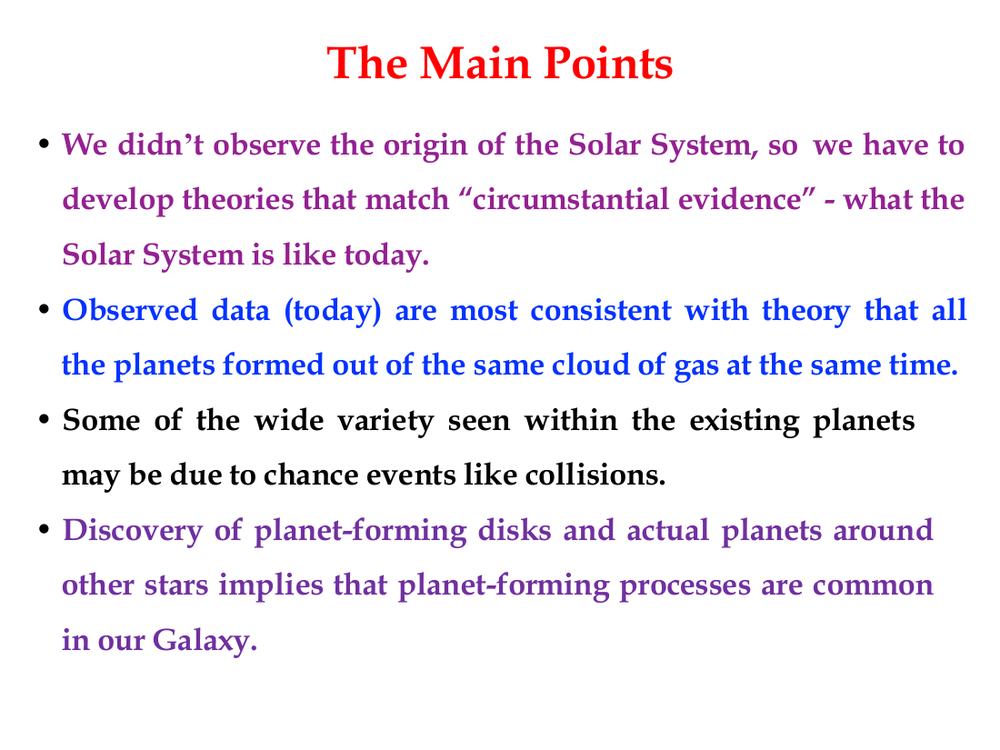 The Main Points
• We didn’t observe the origin of the Solar System, so we have to
develop theories that match “circumstantial evidence” - what the
Solar System is like today.
• Observed data (today) are most consistent with theory that all
the planets formed out of the same cloud of gas at the same time.
• Some of the wide variety seen within the existing planets
may be due to chance events like collisions.
• Discovery of planet-forming disks and actual planets around
other stars implies that planet-forming processes are common
in our Galaxy.